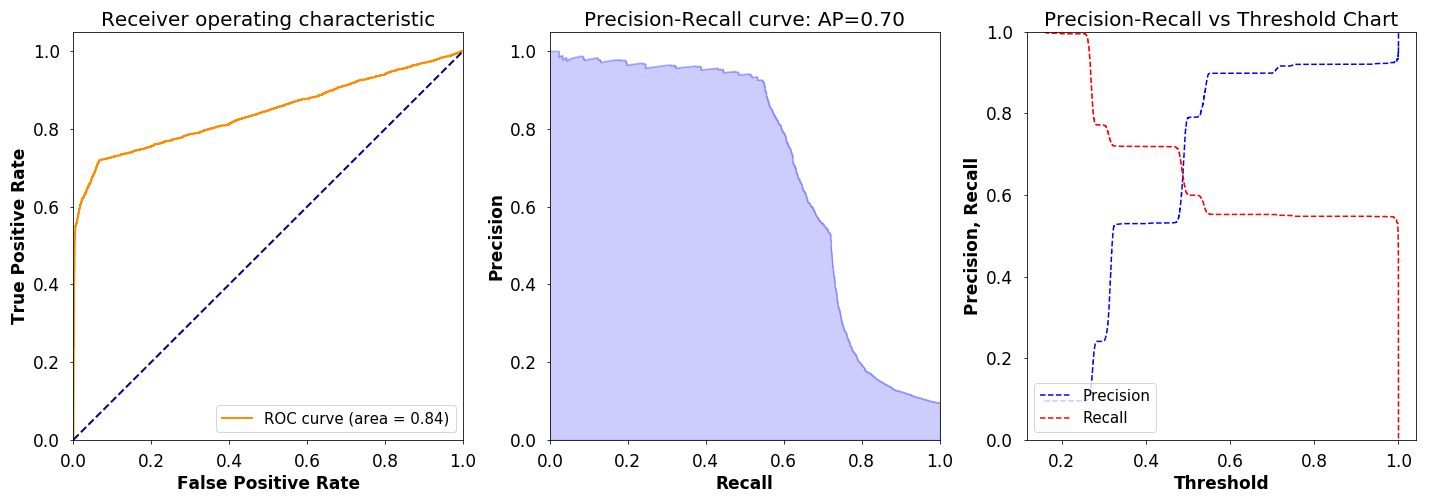 Receiver operating characteristic
True Positive Rate
1.0
0.8
0.6
0.4
0.2
0.0
ROC curve (area = 0.84)
0.0 0.2 0.4 0.6 0.8 1.0
False Positive Rate
Precision-Recall curve: AP=0.70
Precision
1.0
0.8
0.6
0.4
0.2
0.0
0.0 0.2 0.4 0.6 0.8 1.0
Recall
Precision-Recall vs Threshold Chart
Precision, Recall
1.0
0.8
0.6
0.4
0.2
0.0
Precision
Recall
0.2 0.4 0.6 0.8 1.0
Threshold